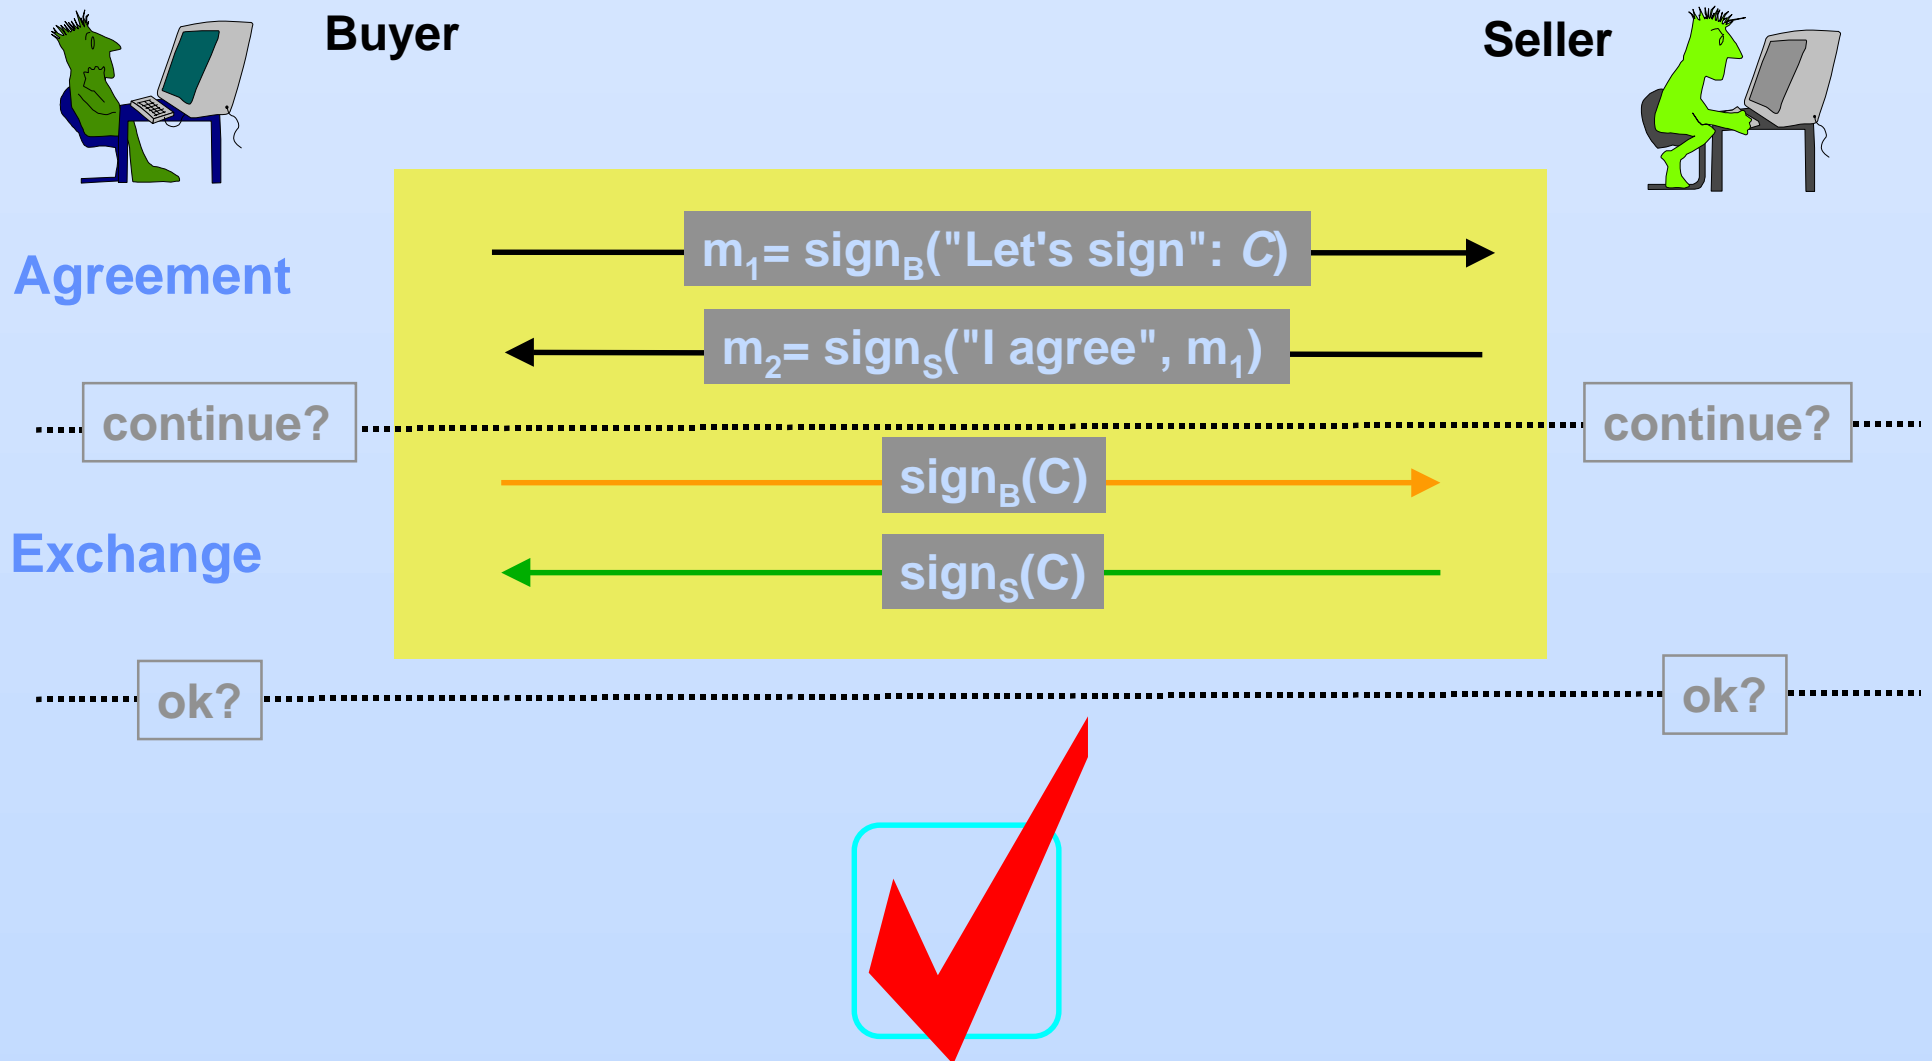 Buyer
Seller
m₁= signB("Let's sign": C)
Agreement
m₂= signS("I agree", m₁)
continue?
continue?
signB(C)
Exchange
signS(C)
ok?
ok?